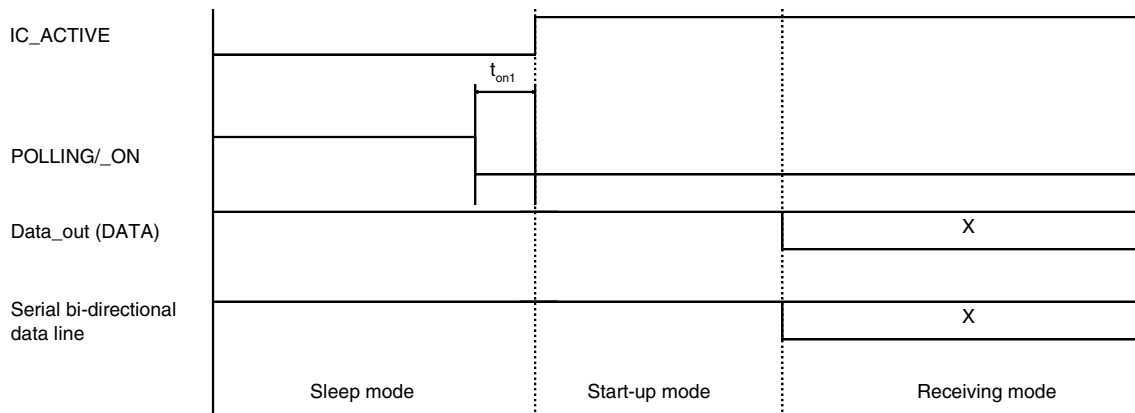 IC_ACTIVE
t_on1
POLLING/_ON
Data_out (DATA)
X
Serial bi-directional
data line
X
Sleep mode
Start-up mode
Receiving mode